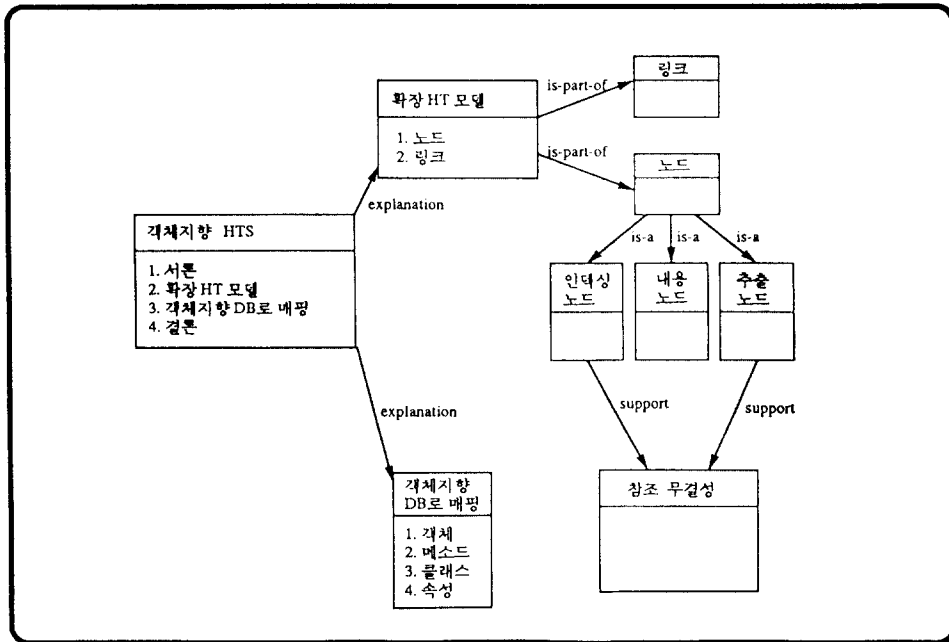 링크
is-part-of
확장 HT 모델
1. 노드
2. 링크
is-part-of
노드
explanation
is-a
is-a
is-a
객체지향 HTS
1. 서론
2. 확장 HT 모델
3. 객체지향 DB로 매핑
4. 결론
인덱싱
노드
내용
노드
추출
노드
explanation
support
support
객체지향
DB로 매핑
1. 객체
2. 메소드
3. 클래스
4. 속성
참조 무결성